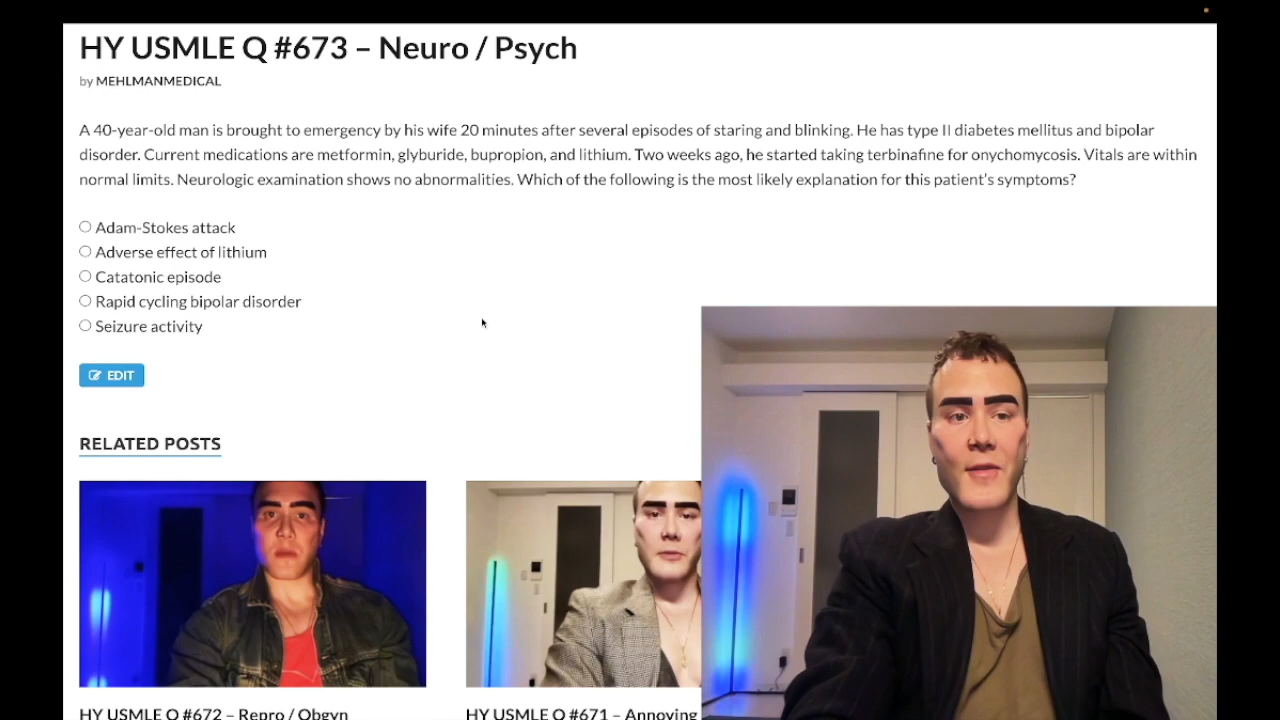 HY USMLE Q #673 – Neuro / Psych
by MEHLMANMEDICAL
A 40-year-old man is brought to emergency by his wife 20 minutes after several episodes of staring and blinking. He has type II diabetes mellitus and bipolar
disorder. Current medications are metformin, glyburide, bupropion, and lithium. Two weeks ago, he started taking terbinafine for onychomycosis. Vitals are within
normal limits. Neurologic examination shows no abnormalities. Which of the following is the most likely explanation for this patient's symptoms?
Adam-Stokes attack
Adverse effect of lithium
Catatonic episode
Rapid cycling bipolar disorder
Seizure activity
EDIT
RELATED POSTS
HY USMLE Q #672 – Repro / Obgyn
HY USMLE Q #671 – Annoying